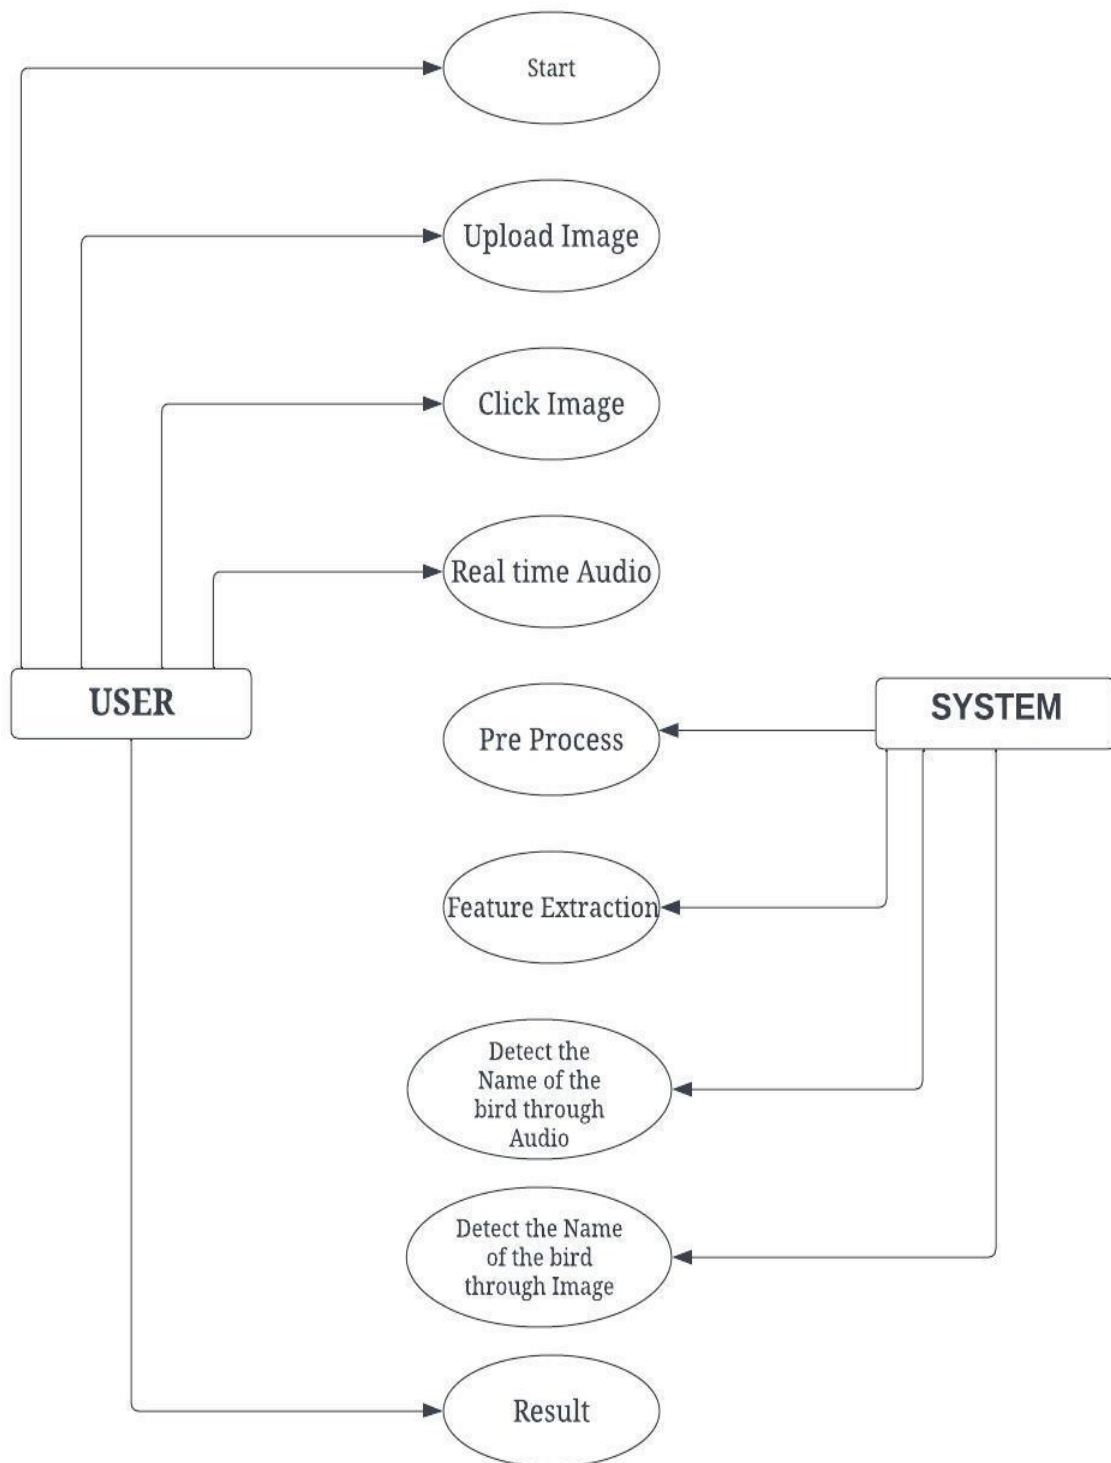 Start
Upload Image
Click Image
Real time Audio
USER
SYSTEM
Pre Process
Feature Extraction
Detect the
Name of the
bird through
Audio
Detect the Name
of the bird
through Image
Result